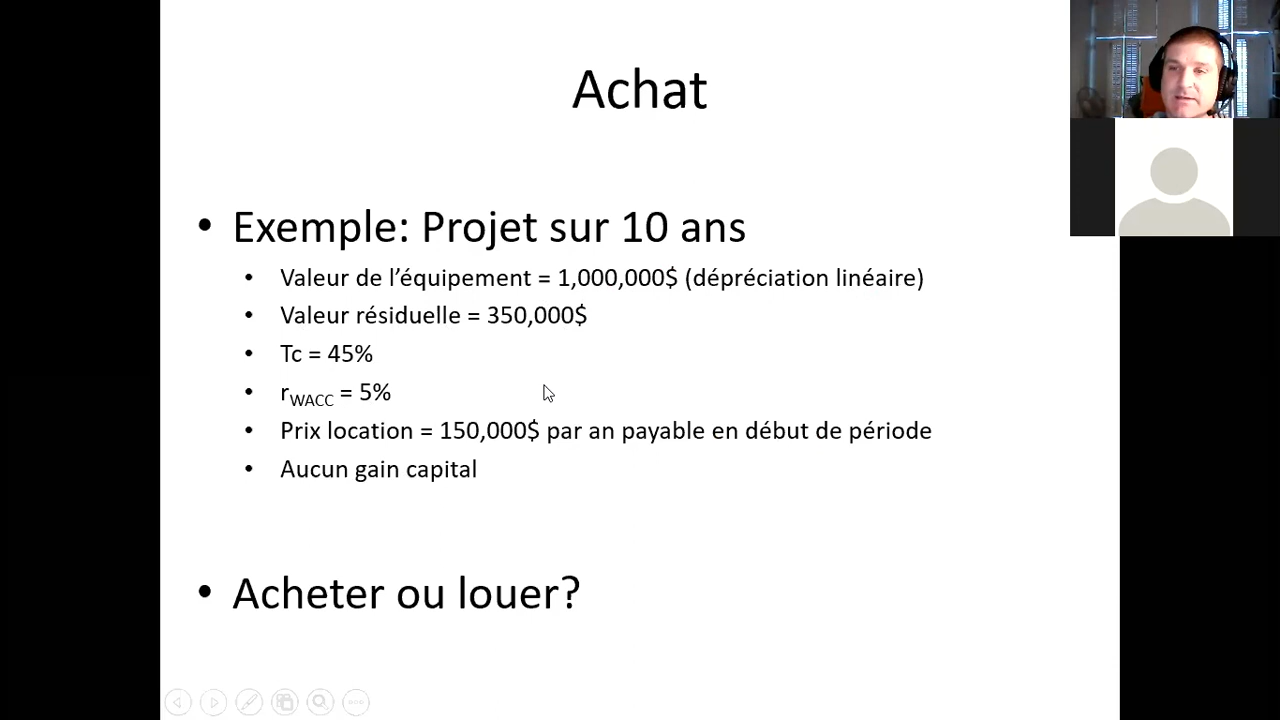 Achat
• Exemple: Projet sur 10 ans
• Valeur de l’équipement = 1,000,000$ (dépréciation linéaire)
• Valeur résiduelle = 350,000$
• Tc = 45%
• rWACC = 5%
• Prix location = 150,000$ par an payable en début de période
• Aucun gain capital
• Acheter ou louer?